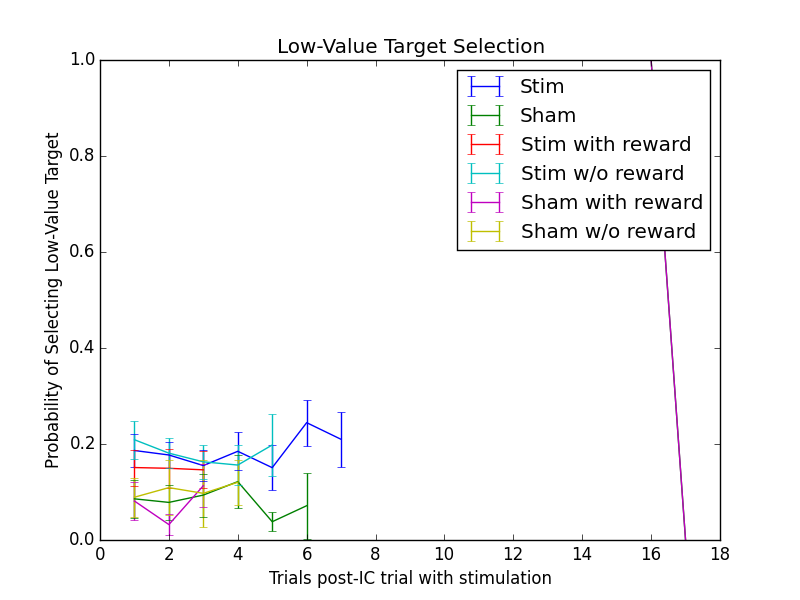 Low-Value Target Selection
1.0
0.8
0.6
0.4
0.2
0.0
Probability of Selecting Low-Value Target
Stim
Sham
Stim with reward
Stim w/o reward
Sham with reward
Sham w/o reward
0 2 4 6 8 10 12 14 16 18
Trials post-IC trial with stimulation